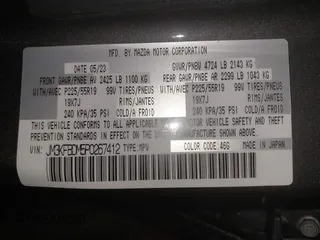 MFD. BY MAZDA MOTOR CORPORATION
DATE 05/23 GVWR/PNBV 4724 LB 2143 KG
FRONT GAWR/PNBE AV 2425 LB 1100 KG REAR GAWR/PNBE AR 2299 LB 1043 KG
WITH/AVEC P225/55R19 99V TIRES/PNEUS WITH/AVEC P225/55R19 99V TIRES/PNEUS
19X7J RIMS/JANTES 19X7J RIMS/JANTES
240 KPA/35 PSI COLD/A FROID 240 KPA/35 PSI COLD/A FROID
THIS VEHICLE CONFORMS TO ALL APPLICABLE FEDERAL MOTOR VEHICLE SAFETY, BUMPER, AND THEFT
PREVENTION STANDARDS IN EFFECT ON THE DATE OF MANUFACTURE SHOWN ABOVE.
VIN: JM3KFBDM5P0257412 TYPE: MPV COLOR CODE: 46G MADE IN JAPAN